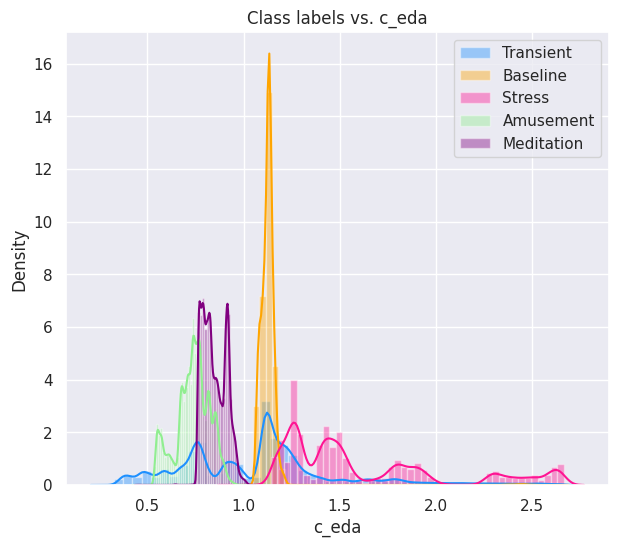 Class labels vs. c_eda
Transient
Baseline
Stress
Amusement
Meditation
Density
16
14
12
10
8
6
4
2
0
0.5
1.0
1.5
2.0
2.5
c_eda